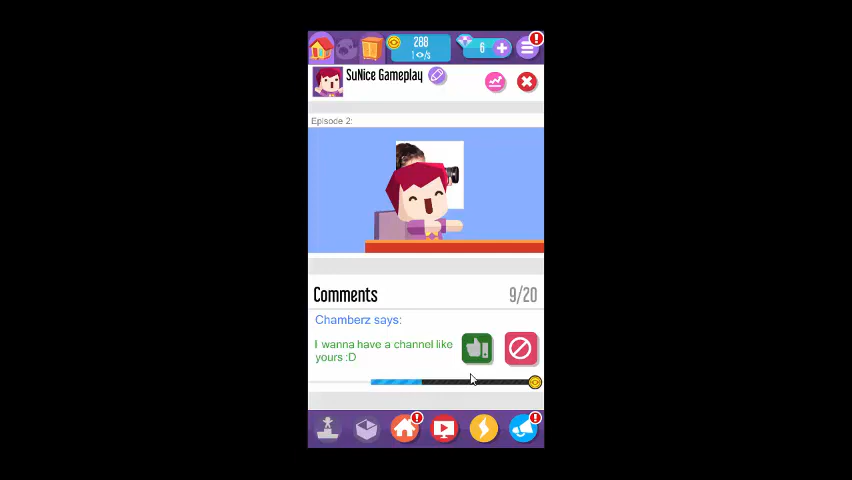 288
1/s
6
SuNice Gameplay
Episode 2:
Comments
9/20
Chamberz says:
I wanna have a channel like
yours :D